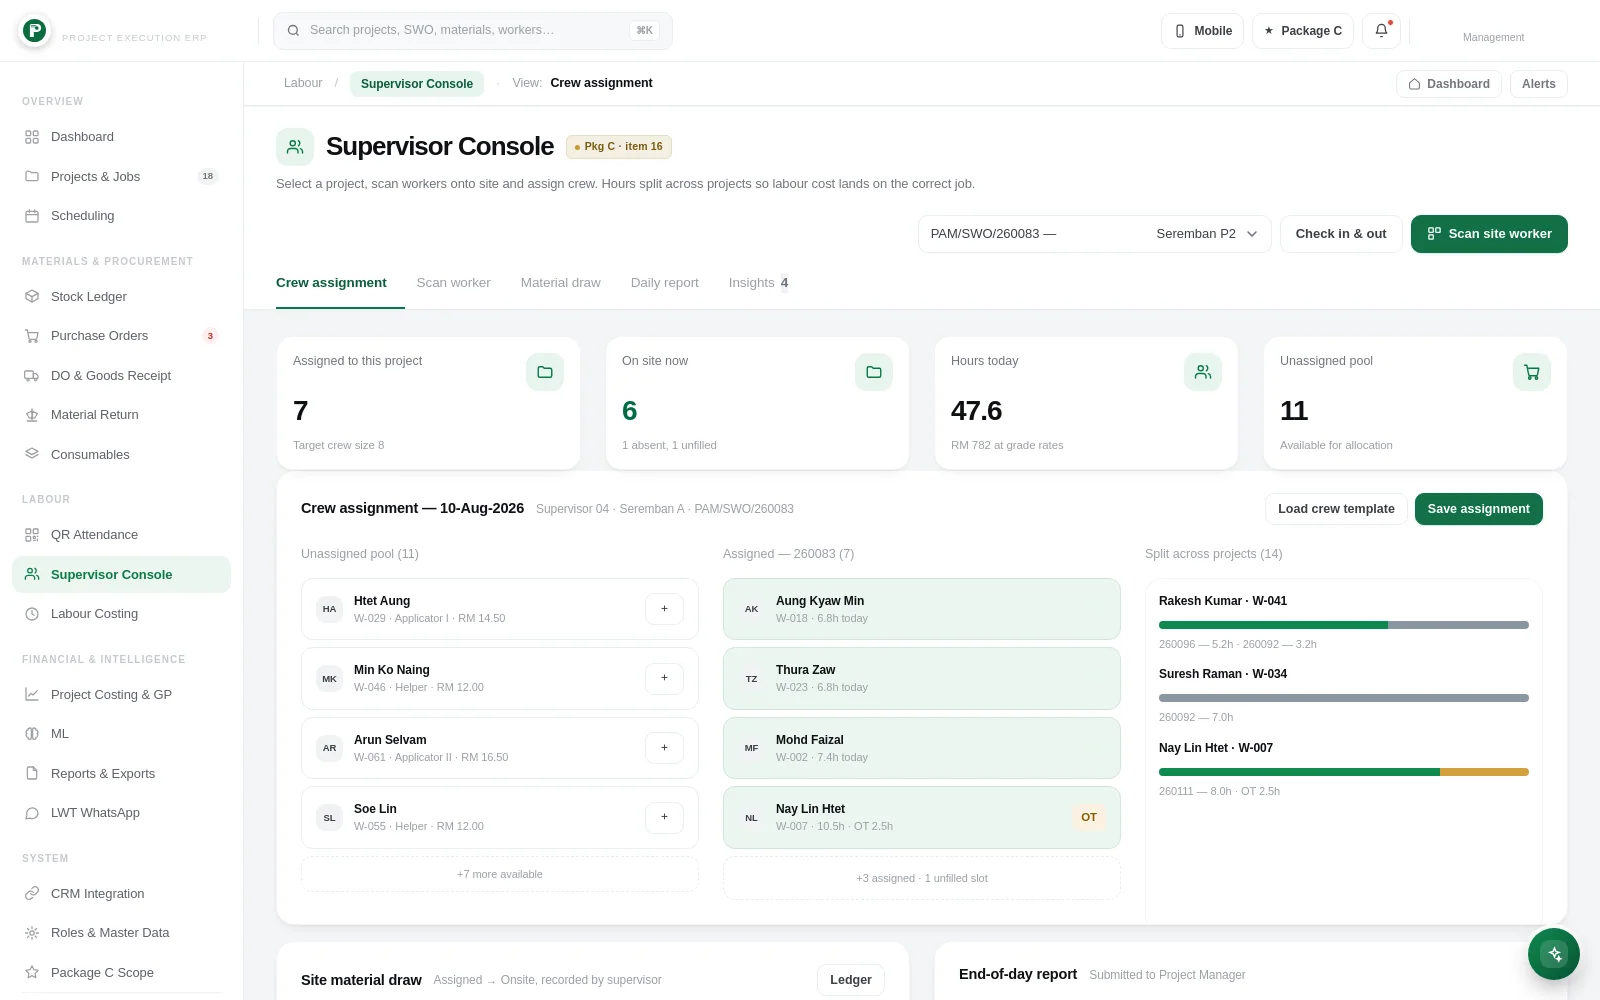 PROJECT EXECUTION ERP
Search projects, SWO, materials, workers…
⌘K
Mobile
★ Package C
Management
OVERVIEW
Dashboard
Projects & Jobs 18
Scheduling
MATERIALS & PROCUREMENT
Stock Ledger
Purchase Orders 3
DO & Goods Receipt
Material Return
Consumables
LABOUR
QR Attendance
Supervisor Console
Labour Costing
FINANCIAL & INTELLIGENCE
Project Costing & GP
ML
Reports & Exports
LWT WhatsApp
SYSTEM
CRM Integration
Roles & Master Data
Package C Scope
Labour / Supervisor Console · View: Crew assignment
Dashboard
Alerts
Supervisor Console
Pkg C · item 16
Select a project, scan workers onto site and assign crew. Hours split across projects so labour cost lands on the correct job.
PAM/SWO/260083 — Seremban P2
Check in & out
Scan site worker
Crew assignment
Scan worker
Material draw
Daily report
Insights 4
Assigned to this project
7
Target crew size 8
On site now
6
1 absent, 1 unfilled
Hours today
47.6
RM 782 at grade rates
Unassigned pool
11
Available for allocation
Crew assignment — 10-Aug-2026 Supervisor 04 · Seremban A · PAM/SWO/260083
Load crew template
Save assignment
Unassigned pool (11)
HA
Htet Aung
W-029 · Applicator I · RM 14.50
+
MK
Min Ko Naing
W-046 · Helper · RM 12.00
+
AR
Arun Selvam
W-061 · Applicator II · RM 16.50
+
SL
Soe Lin
W-055 · Helper · RM 12.00
+
+7 more available
Assigned — 260083 (7)
AK
Aung Kyaw Min
W-018 · 6.8h today
TZ
Thura Zaw
W-023 · 6.8h today
MF
Mohd Faizal
W-002 · 7.4h today
NL
Nay Lin Htet
W-007 · 10.5h · OT 2.5h
OT
+3 assigned · 1 unfilled slot
Split across projects (14)
Rakesh Kumar · W-041
260096 — 5.2h · 260092 — 3.2h
Suresh Raman · W-034
260092 — 7.0h
Nay Lin Htet · W-007
260111 — 8.0h · OT 2.5h
Site material draw Assigned → Onsite, recorded by supervisor
Ledger
End-of-day report Submitted to Project Manager